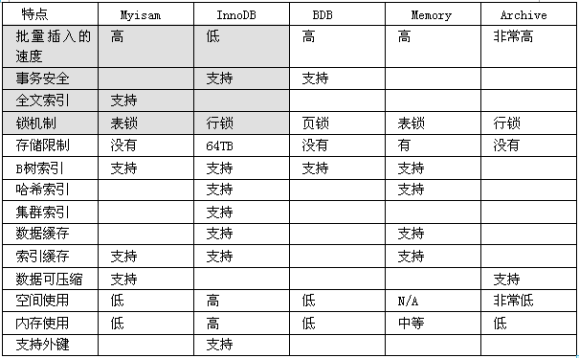 特点 Myisam InnoDB BDB Memory Archive
批量插入的速度 高 低 高 高 非常高
事务安全 支持 支持
全文索引 支持
锁机制 表锁 行锁 页锁 表锁 行锁
存储限制 没有 64TB 没有 有 没有
B树索引 支持 支持 支持 支持
哈希索引 支持 支持
集群索引 支持
数据缓存 支持 支持
索引缓存 支持 支持 支持
数据可压缩 支持 支持
空间使用 低 高 低 N/A 非常低
内存使用 低 高 低 中等 低
支持外键 支持